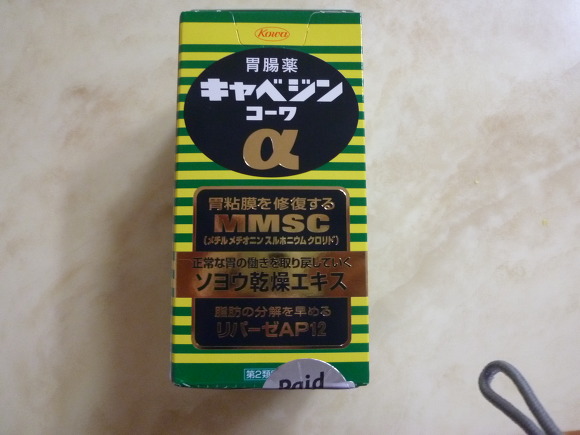 Kowa
胃腸薬
キャベジン
コーワ
α
胃粘膜を修復する
MMSC
(メチルメチオニンスルホニウムクロリド)
正常な胃の働きを取り戻していく
ソヨウ乾燥エキス
脂肪の分解を早める
リパーゼAP12
第2類
Paid